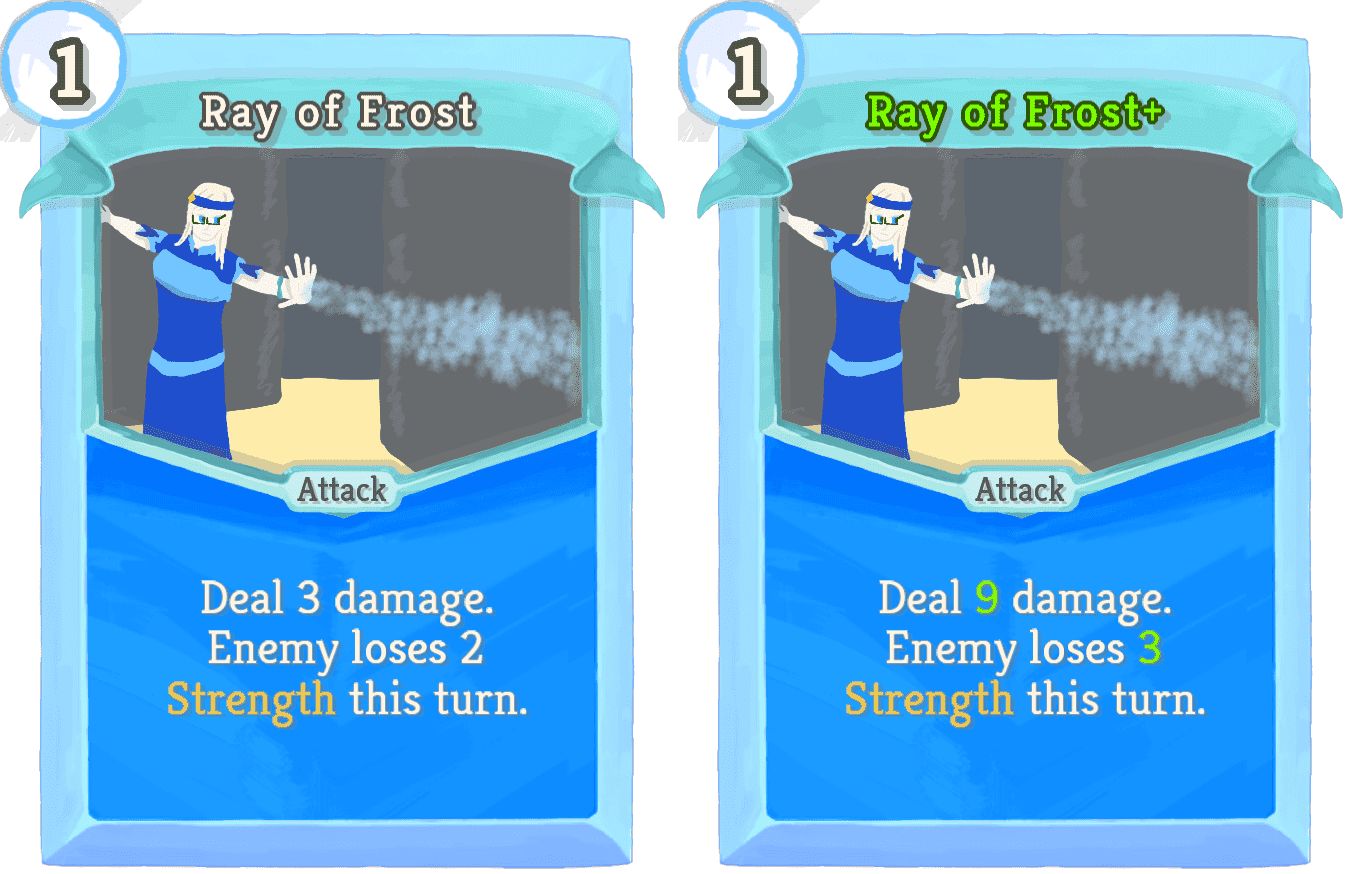 1
Ray of Frost
Attack
Deal 3 damage.
Enemy loses 2
Strength this turn.
1
Ray of Frost+
Attack
Deal 9 damage.
Enemy loses 3
Strength this turn.